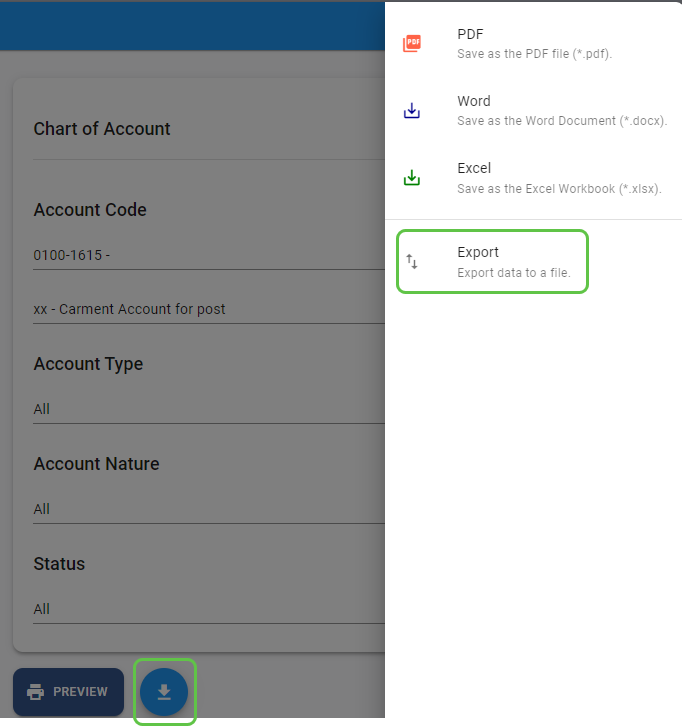 Chart of Account
Account Code
0100-1615 -
xx - Carment Account for post
Account Type
All
Account Nature
All
Status
All
PREVIEW
PDF
PDF
Save as the PDF file (*.pdf).
Word
Save as the Word Document (*.docx).
Excel
Save as the Excel Workbook (*.xlsx).
Export
Export data to a file.